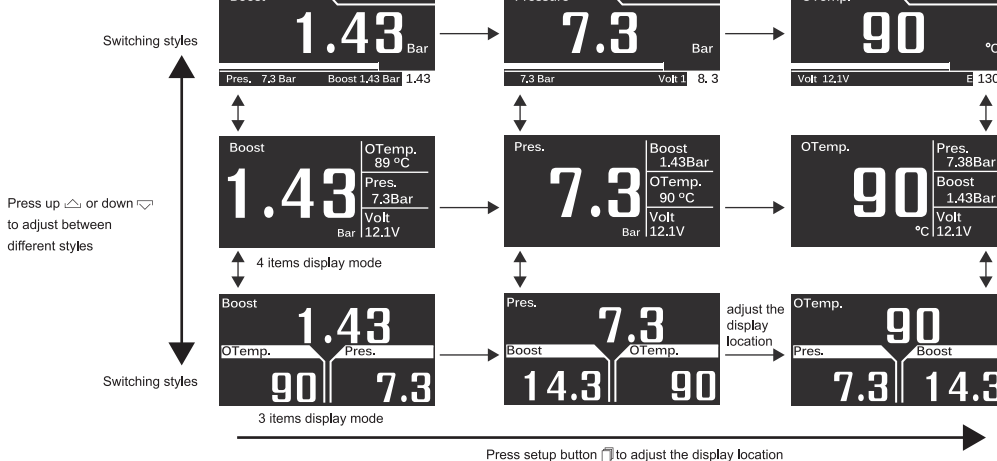 Boost
Pressure
OTemp.
Switching styles
1.43 Bar
7.3 Bar
90 °C
Pres. 7.3 Bar Boost 1.43 Bar 1.43
7.3 Bar Volt 1 8. 3
Volt 12.1V E 130
Boost
1.43
Bar
OTemp.
89 °C
Pres.
7.3Bar
Volt
12.1V
Pres.
7.3
Bar
Boost
1.43Bar
OTemp.
90 °C
Volt
12.1V
OTemp.
90
°C
Pres.
7.38Bar
Boost
1.43Bar
Volt
12.1V
Press up or down
to adjust between
different styles
4 items display mode
Boost
1.43
OTemp. Pres.
90 7.3
Pres.
7.3
Boost OTemp.
14.3 90
adjust the
display
location
OTemp.
90
Pres. Boost
7.3 14.3
Switching styles
3 items display mode
Press setup button to adjust the display location